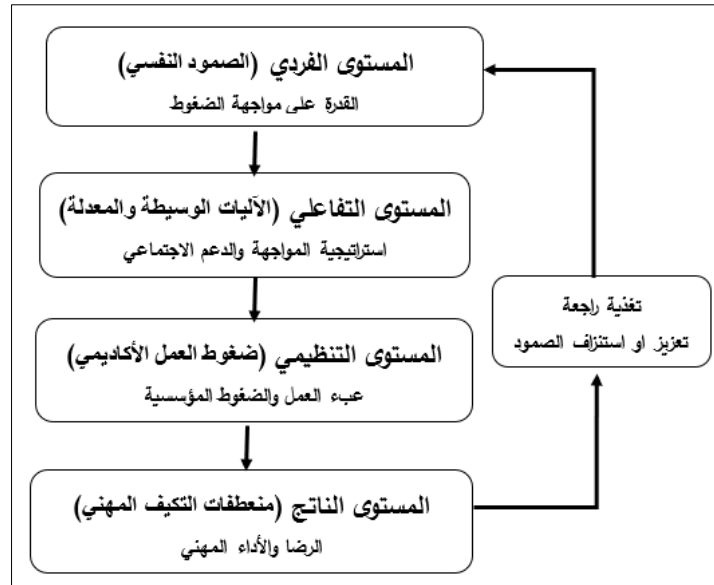 المستوى الفردي (الصمود النفسي)
القدرة على مواجهة الضغوط
المستوى التفاعلي (الآليات الوسيطة والمعدلة)
استراتيجية المواجهة والدعم الاجتماعي
المستوى التنظيمي (ضغوط العمل الأكاديمي)
عبء العمل والضغوط المؤسسية
المستوى الناتج (منعطفات التكيف المهني)
الرضا والأداء المهني
تغذية راجعة
تعزيز او استنزاف الصمود